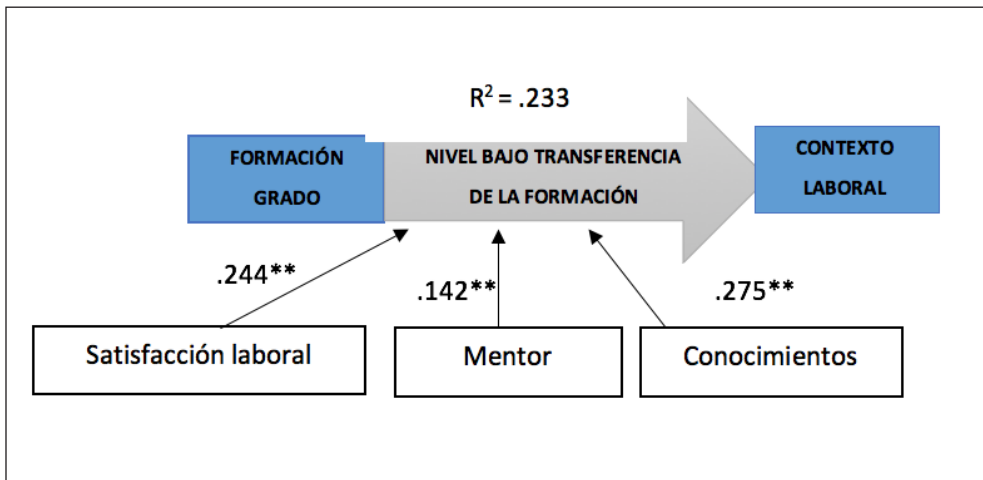 R² = .233
FORMACIÓN
GRADO
NIVEL BAJO TRANSFERENCIA
DE LA FORMACIÓN
CONTEXTO
LABORAL
.244**
.142**
.275**
Satisfacción laboral
Mentor
Conocimientos